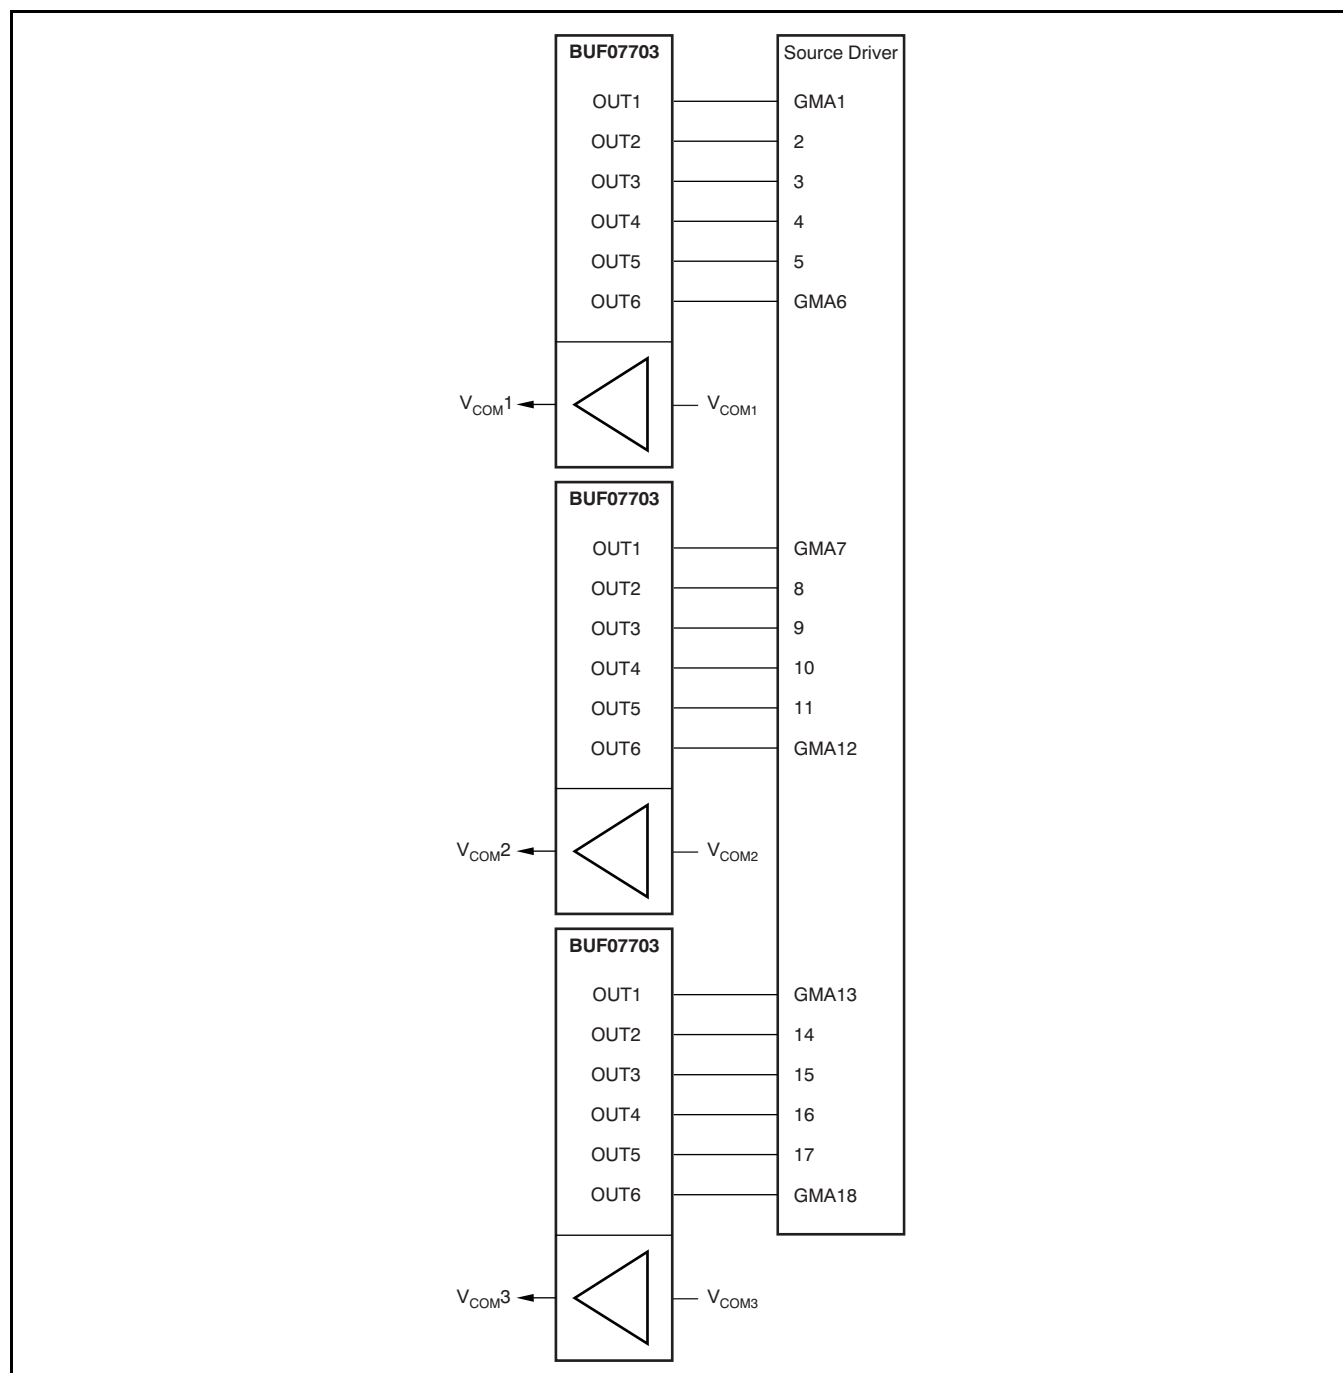 BUF07703 Source Driver
OUT1 GMA1
OUT2 2
OUT3 3
OUT4 4
OUT5 5
OUT6 GMA6
VCOM1 VCOM1
BUF07703
OUT1 GMA7
OUT2 8
OUT3 9
OUT4 10
OUT5 11
OUT6 GMA12
VCOM2 VCOM2
BUF07703
OUT1 GMA13
OUT2 14
OUT3 15
OUT4 16
OUT5 17
OUT6 GMA18
VCOM3 VCOM3